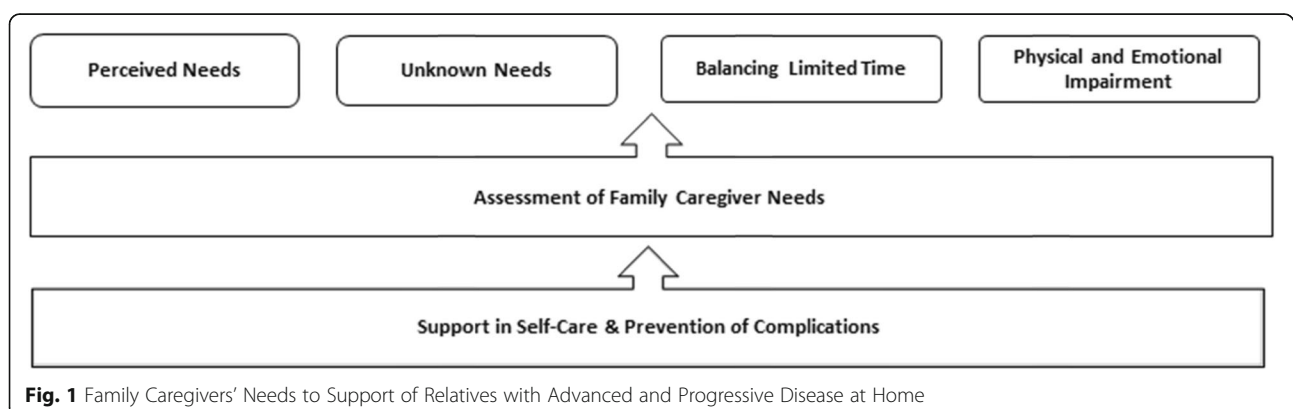 Perceived Needs
Unknown Needs
Balancing Limited Time
Physical and Emotional
Impairment
Assessment of Family Caregiver Needs
Support in Self-Care & Prevention of Complications
Fig. 1 Family Caregivers’ Needs to Support of Relatives with Advanced and Progressive Disease at Home